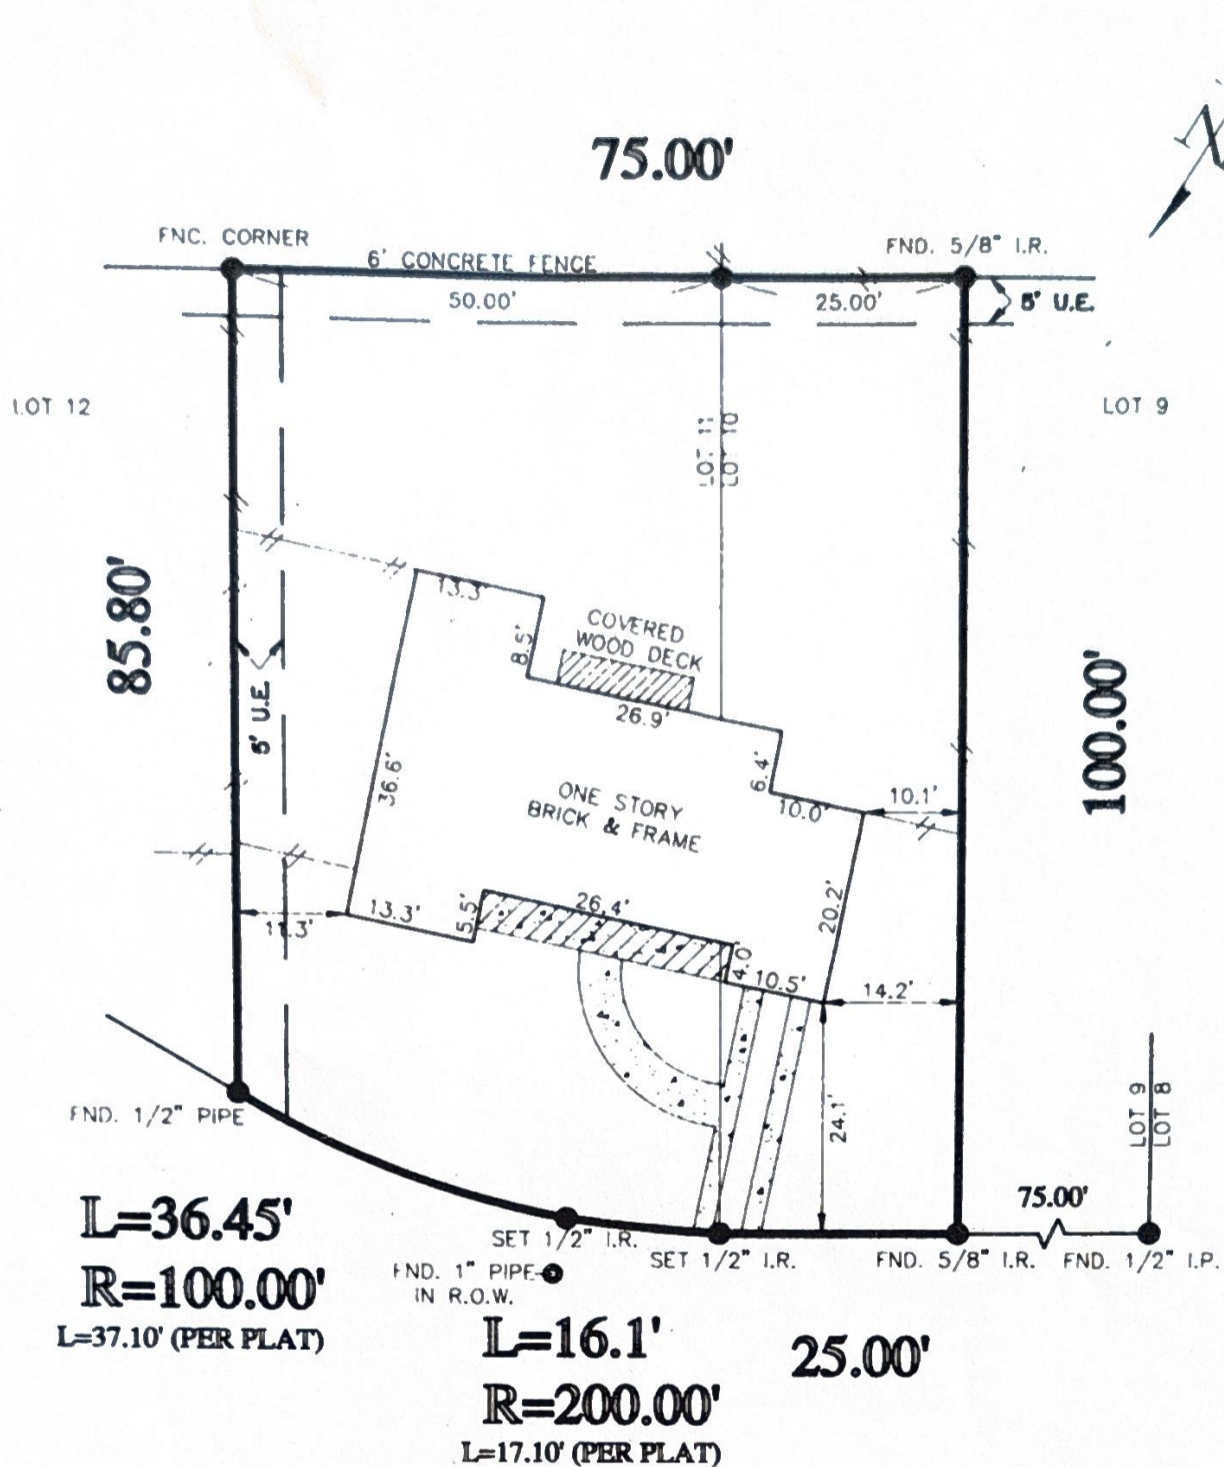 75.00'
N
FNC. CORNER
FND. 5/8" I.R.
6' CONCRETE FENCE
50.00'
25.00'
5' U.E.
LOT 12
LOT 9
LOT 11
LOT 10
85.80'
13.3'
8.5'
COVERED
WOOD DECK
26.9'
5' U.E.
36.6'
6.4'
100.00'
ONE STORY
BRICK & FRAME
10.0'
10.1'
26.4'
20.2'
11.3'
13.3'
5.5'
4.0'
10.5'
14.2'
24.1'
LOT 9
LOT 8
FND. 1/2" PIPE
75.00'
L=36.45'
R=100.00'
L=37.10' (PER PLAT)
SET 1/2" I.R.
SET 1/2" I.R.
FND. 5/8" I.R.
FND. 1/2" I.P.
FND. 1" PIPE
IN R.O.W.
L=16.1'
R=200.00'
L=17.10' (PER PLAT)
25.00'